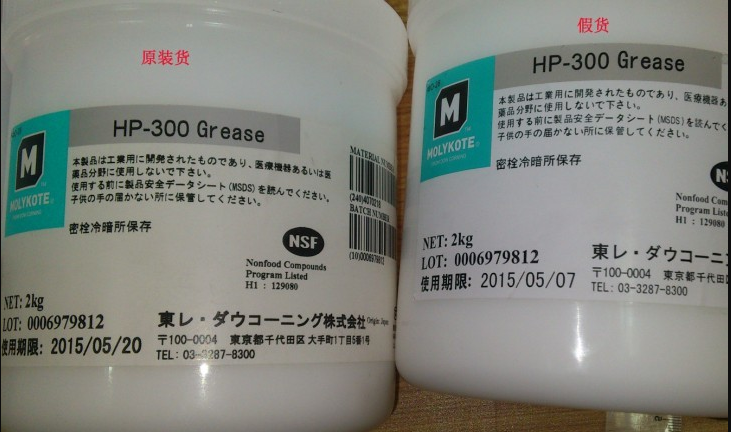 原装货
M
MOLYKOTE
HP-300 Grease
本製品は工業用に開発されたものであり、医療機器あるいは医
薬品分野に使用しないで下さい。
使用する前に製品安全データシート(MSDS)を読んでください。
子供の手の届かない所に保管してください。
密栓冷暗所保存
MATERIAL
BATCH NUMBER
NSF
Nonfood Compounds
Program Listed
H1 : 129080
NET: 2kg
LOT: 0006979812
使用期限: 2015/05/20
東レ・ダウコーニング株式会社
〒100-0004 東京都千代田区大手町1丁目5番1号
TEL: 03-3287-8300
假货
M
MOLYKOTE
HP-300 Grease
本製品は工業用に開発されたものであり、医療機器あ
薬品分野に使用しないで下さい。
使用する前に製品安全データシート(MSDS)を読んでく
子供の手の届かない所に保管してください。
密栓冷暗所保存
NS
Nonfood Com
Program List
H1 : 1290
NET: 2kg
LOT: 0006979812
使用期限: 2015/05/07
東レ・ダウコーニ
〒100-0004 東京都千代田
TEL: 03-3287-8300